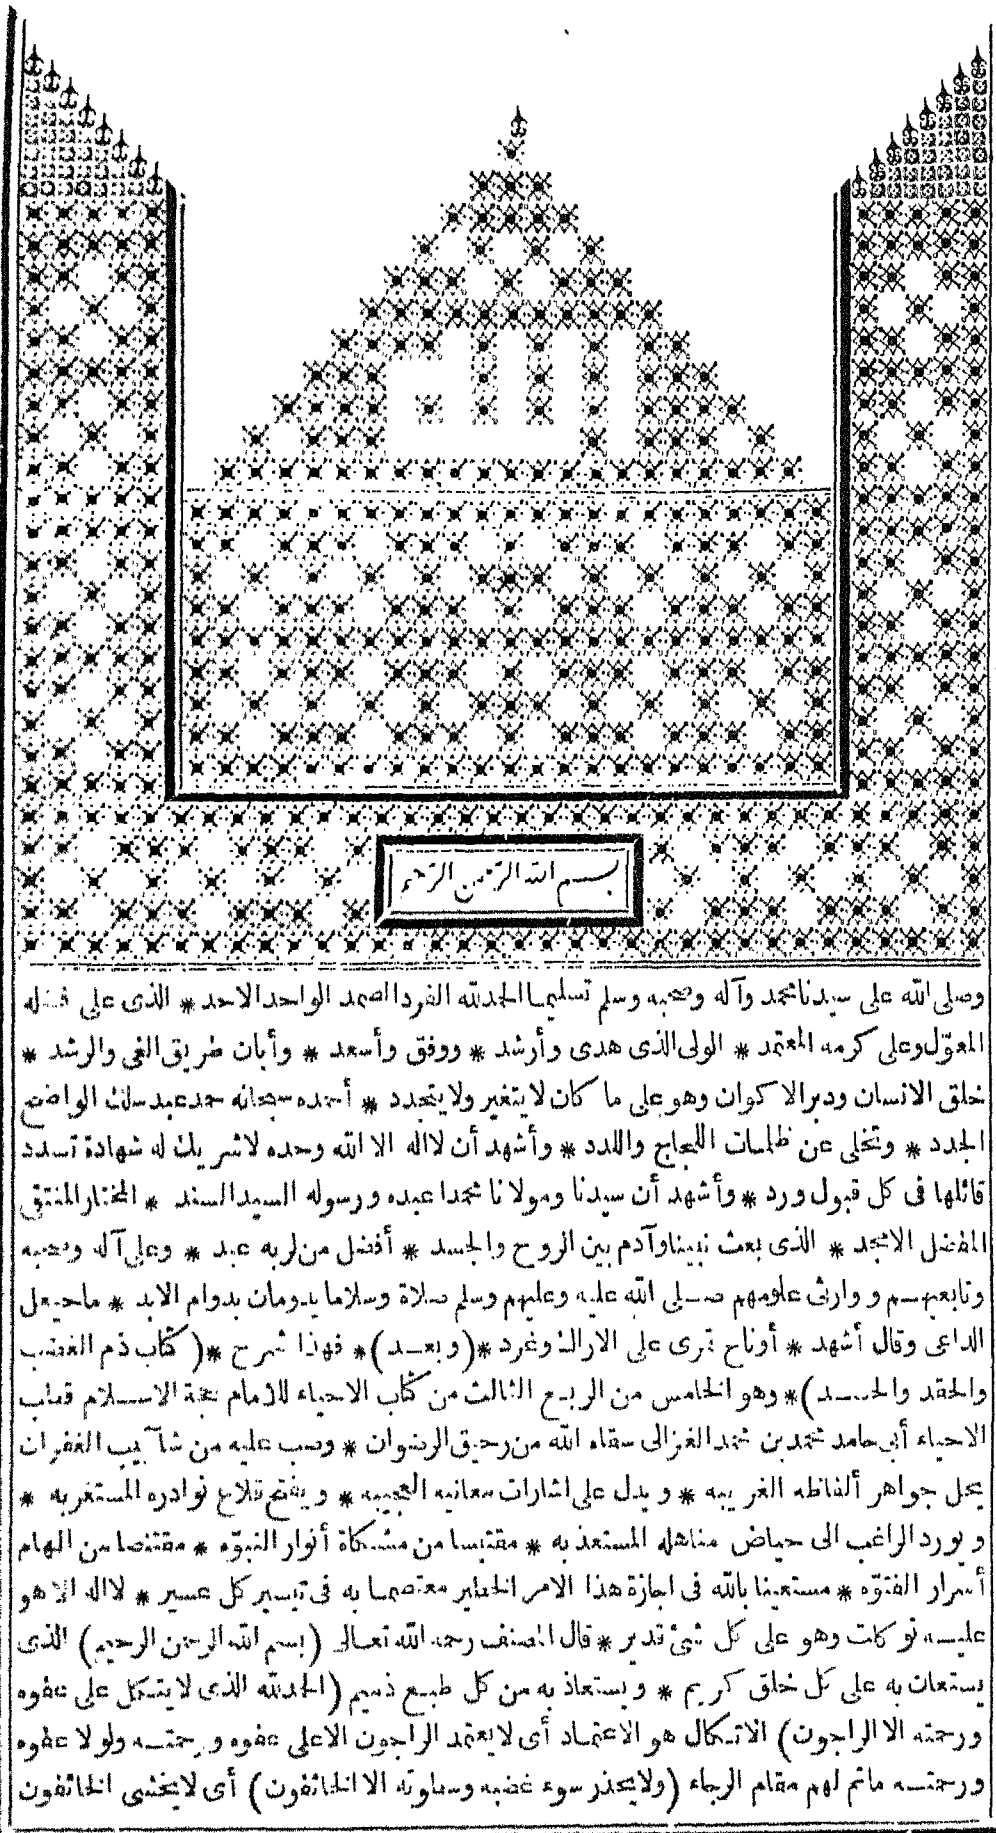 بسم الله الرحمن الرحيم
وصلى الله على سيدنا محمد وآله وصحبه وسلم تسليما الحمد لله الفرد الصمد الواحد الاحد * الذى على فضله
المعوّل وعلى كرمه المعتمد * الولى الذى هدى وأرشد * ووفق وأسعد * وأبان طريق الغى والرشد *
خلق الانسان ودبر الاكوان وهو على ما كان لا يتغير ولا يتجدد * أحمده سبحانه حمد عبد سلك الواضح
الجدد * وتخلى عن ظلمات اللجاج واللدد * وأشهد أن لا اله الا الله وحده لا شريك له شهادة تسدد
قائلها فى كل قبول ورد * وأشهد أن سيدنا ومولانا محمدا عبده ورسوله السيد السند * المختار المنتقى
المفضل الامجد * الذى بعث نبينا وآدم بين الروح والجسد * أفضل من لربه عبد * وعلى آله وصحبه
وتابعيهم ووارثى علومهم صلى الله عليه وعليهم وسلم صلاة وسلاما يدومان بدوام الابد * ما حيعل
الداعى وقال أشهد * أو ناح قمرى على الاراك وغرد * (وبعد) * فهذا شرح * (كتاب ذم الغضب
والحقد والحسد) * وهو الخامس من الربع الثالث من كتاب الاحياء للامام حجة الاسلام قطب
الاحياء أبى حامد محمد بن محمد الغزالى سقاه الله من رحيق الرضوان * وصب عليه من شآبيب الغفران
يحل جواهر ألفاظه الغريبه * ويدل على اشارات معانيه العجيبه * ويفتح قلاع نوادره المستغربه *
ويورد الراغب الى حياض مناهله المستعذبه * مقتبسا من مشكاة أنوار النبوّه * مقتنصا من الهام
أسرار الفتوّه * مستعينا بالله فى اجازة هذا الامر الخطير معتصما به فى تيسير كل عسير * لا اله الا هو
عليه توكلت وهو على كل شئ قدير * قال المصنف رحمه الله تعالى (بسم الله الرحمن الرحيم) الذى
يستعان به على كل خلق كريم * ويستعاذ به من كل طبع ذميم (الحمد لله الذى لا يتكل على عفوه
ورحمته الا الراجون) الاتكال هو الاعتماد أى لا يعتمد الراجون الا على عفوه ورحمته ولولا عفوه
ورحمته ما تم لهم مقام الرجاء (ولا يحذر سوء غضبه وسطوته الا الخائفون) أى لا يخشى الخائفون